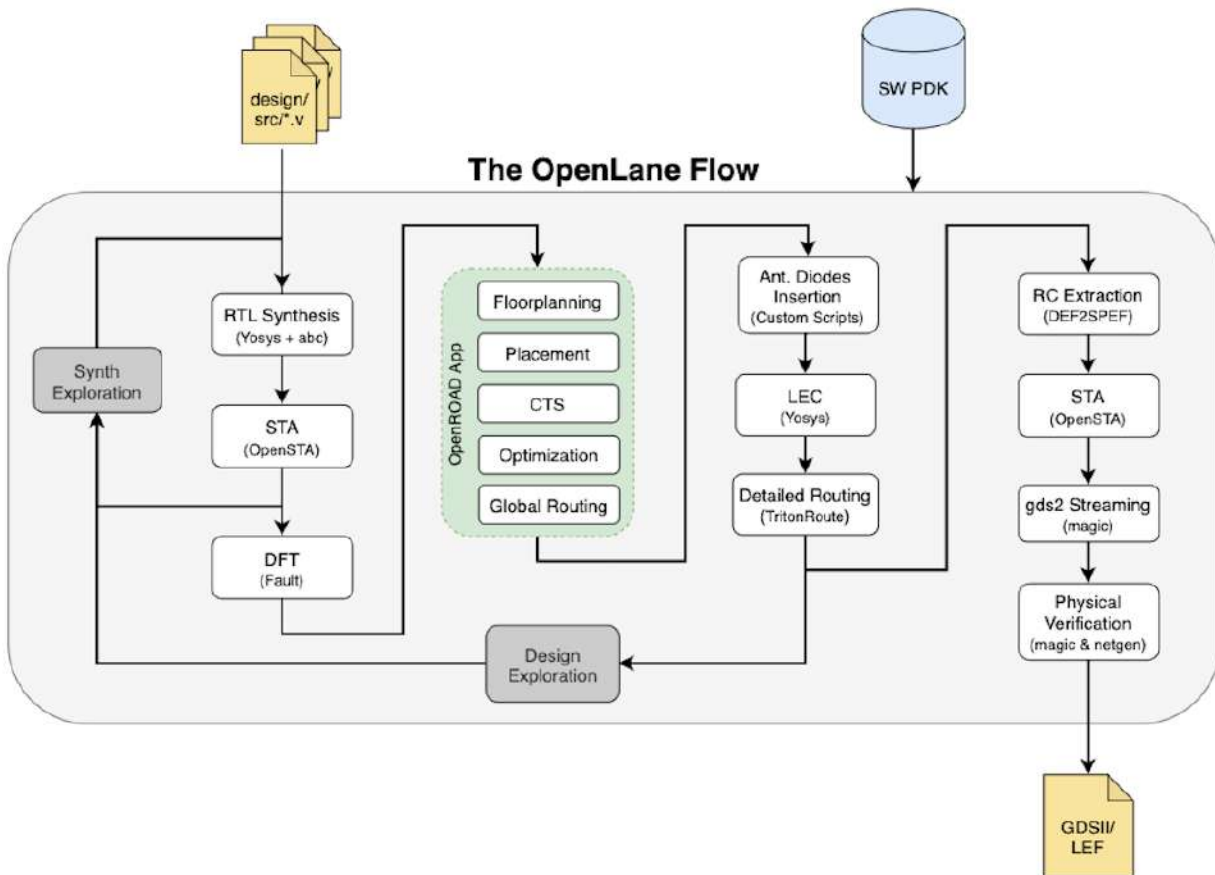 design/
src/*.v
SW PDK
The OpenLane Flow
RTL Synthesis
(Yosys + abc)
Synth
Exploration
STA
(OpenSTA)
DFT
(Fault)
OpenROAD App
Floorplanning
Placement
CTS
Optimization
Global Routing
Design
Exploration
Ant. Diodes
Insertion
(Custom Scripts)
LEC
(Yosys)
Detailed Routing
(TritonRoute)
RC Extraction
(DEF2SPEF)
STA
(OpenSTA)
gds2 Streaming
(magic)
Physical
Verification
(magic & netgen)
GDSII/
LEF